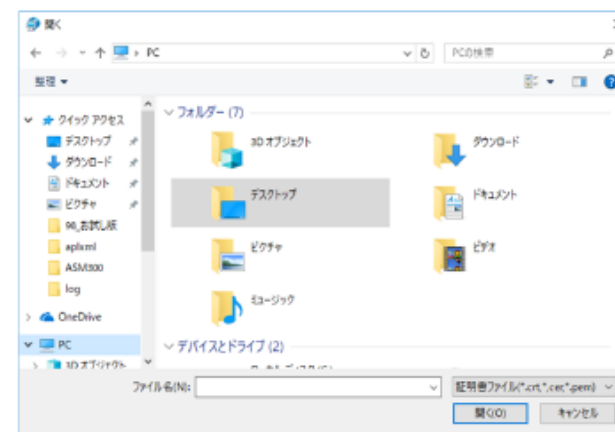 開く
PC
PCの検索
整理
クイック アクセス
デスクトップ
ダウンロード
ドキュメント
ピクチャ
98_お試し版
aplxml
ASM300
log
OneDrive
PC
3D オブジェクト
フォルダー (7)
3D オブジェクト
ダウンロード
デスクトップ
ドキュメント
ピクチャ
ビデオ
ミュージック
デバイスとドライブ (2)
ファイル名(N):
証明書ファイル(*.crt,*.cer,*.pem)
開く(O)
キャンセル